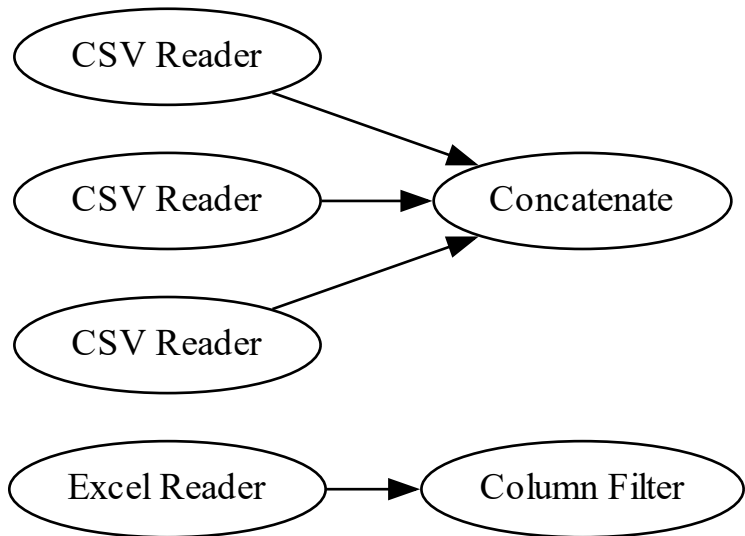 CSV Reader
CSV Reader
Concatenate
CSV Reader
Excel Reader
Column Filter